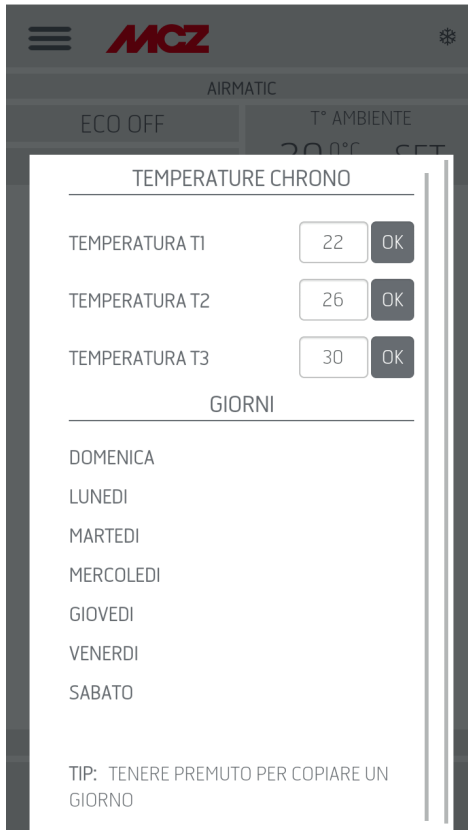 MCZ
AIRMATIC
ECO OFF
T° AMBIENTE
SET
TEMPERATURE CHRONO
TEMPERATURA T1 22 OK
TEMPERATURA T2 26 OK
TEMPERATURA T3 30 OK
GIORNI
DOMENICA
LUNEDI
MARTEDI
MERCOLEDI
GIOVEDI
VENERDI
SABATO
TIP: TENERE PREMUTO PER COPIARE UN
GIORNO